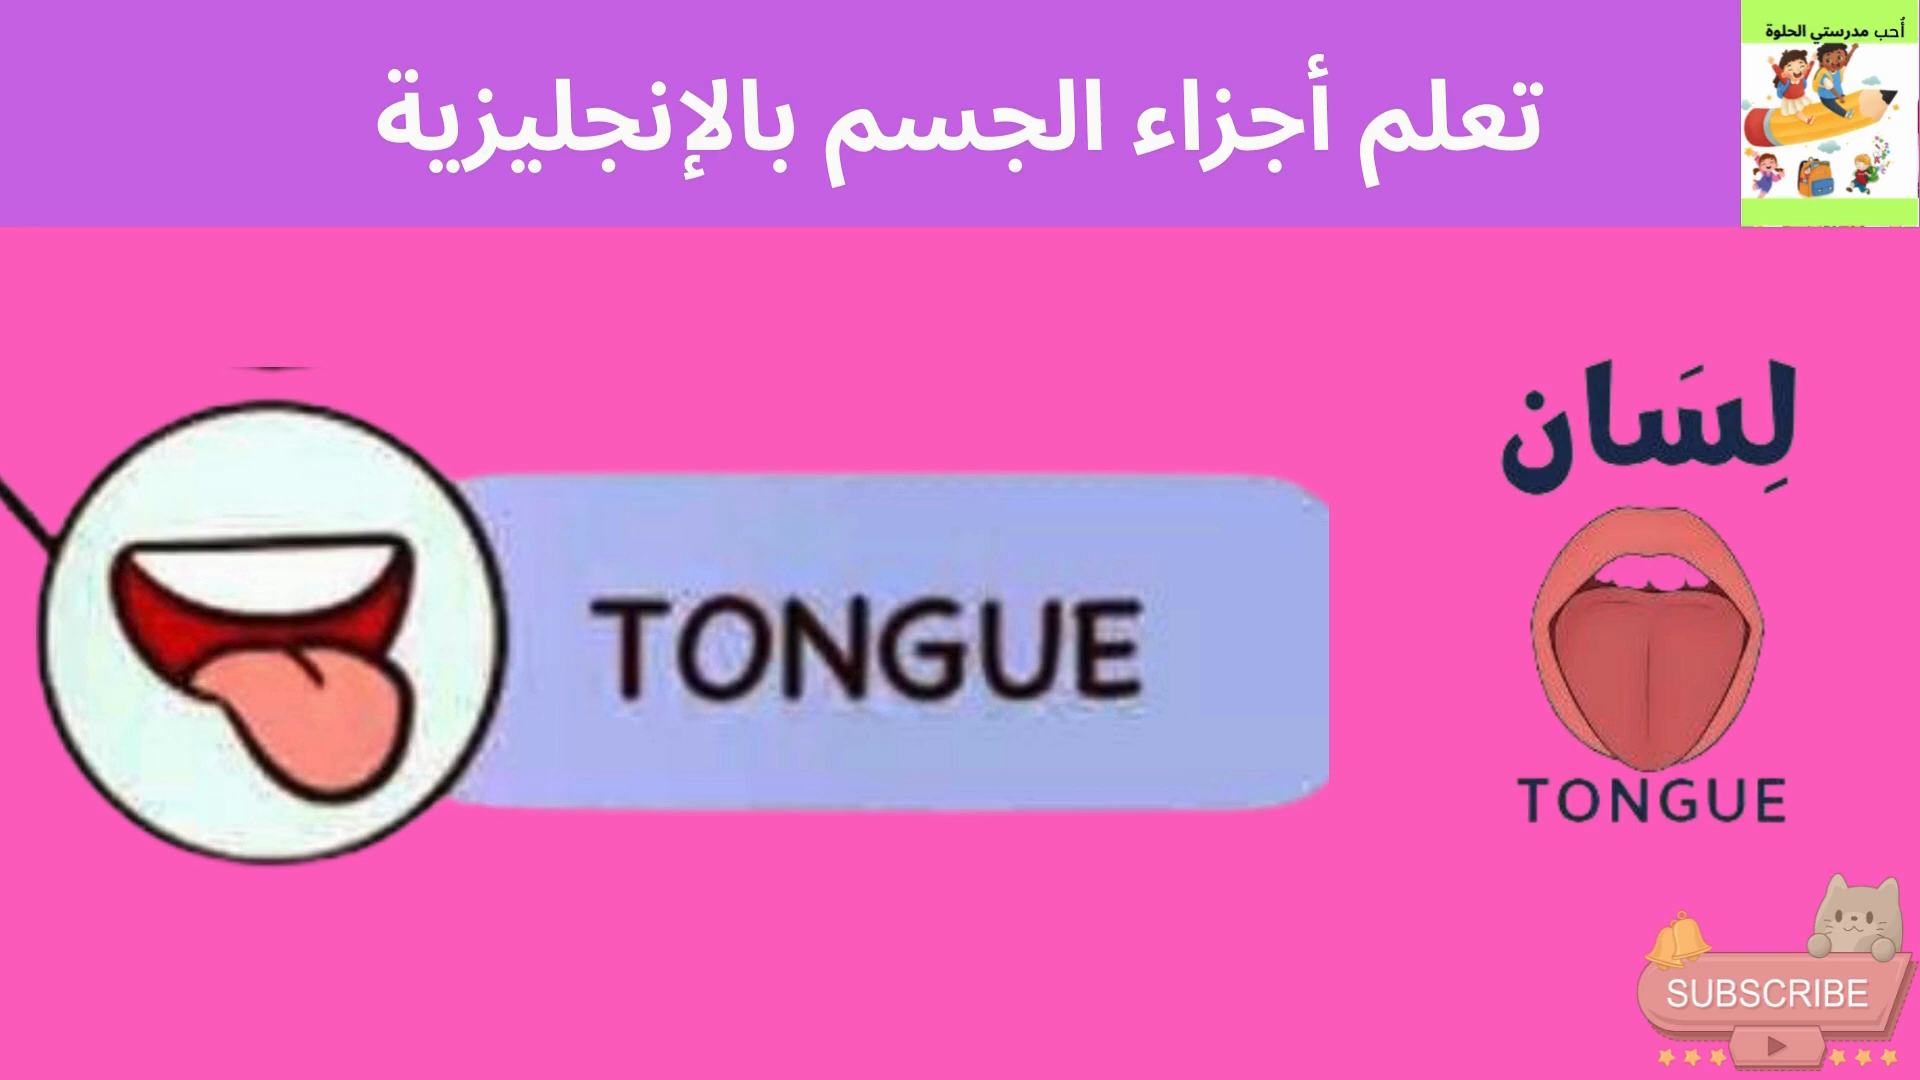 أُحب مدرستي الحلوة
تعلم أجزاء الجسم بالإنجليزية
لِسَان
TONGUE
TONGUE
SUBSCRIBE